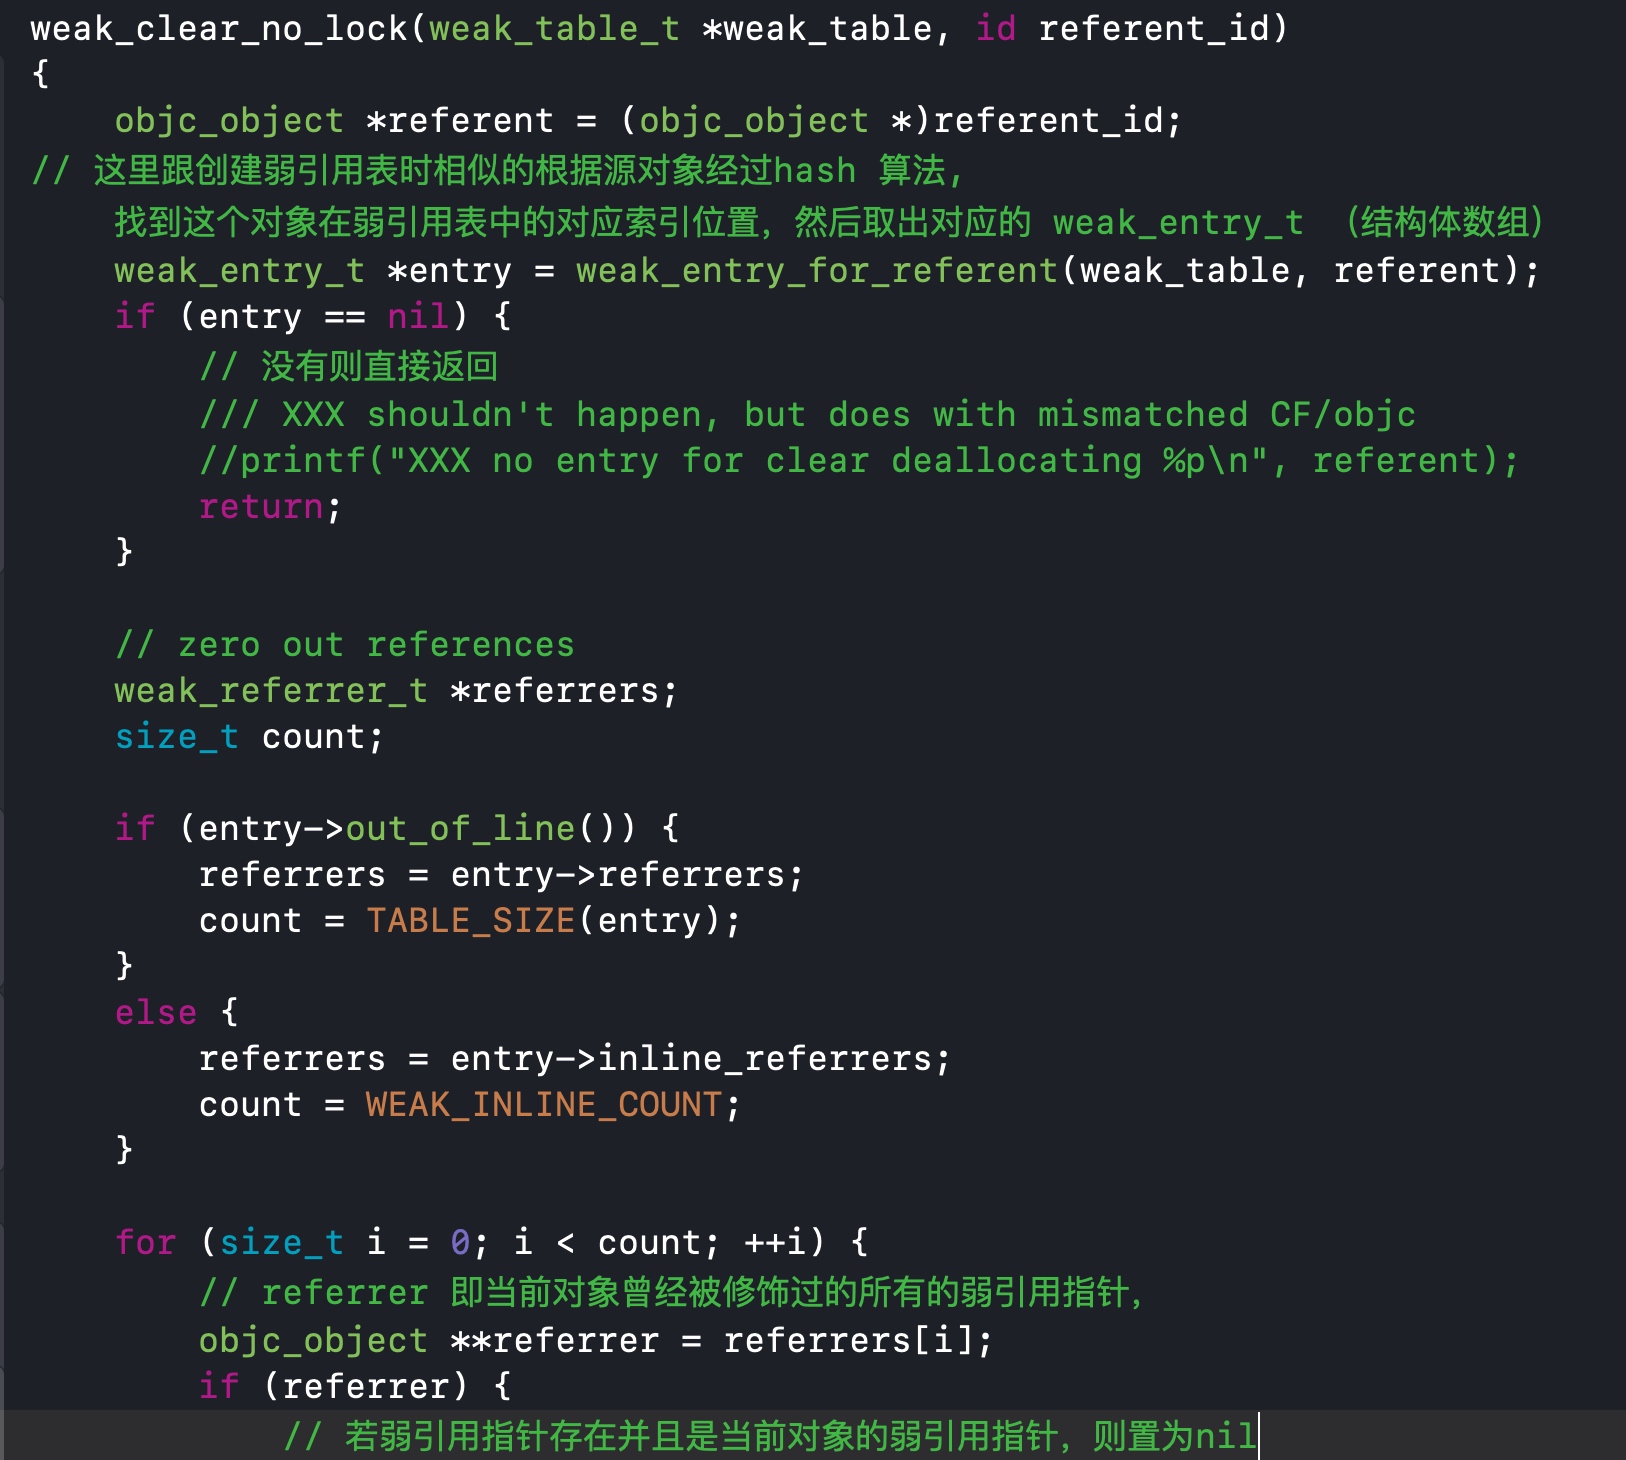 weak_clear_no_lock(weak_table_t *weak_table, id referent_id)
{
    objc_object *referent = (objc_object *)referent_id;
// 这里跟创建弱引用表时相似的根据源对象经过hash 算法,
    找到这个对象在弱引用表中的对应索引位置，然后取出对应的 weak_entry_t （结构体数组）
    weak_entry_t *entry = weak_entry_for_referent(weak_table, referent);
    if (entry == nil) {
        // 没有则直接返回
        /// XXX shouldn't happen, but does with mismatched CF/objc
        //printf("XXX no entry for clear deallocating %p\n", referent);
        return;
    }

    // zero out references
    weak_referrer_t *referrers;
    size_t count;

    if (entry->out_of_line()) {
        referrers = entry->referrers;
        count = TABLE_SIZE(entry);
    }
    else {
        referrers = entry->inline_referrers;
        count = WEAK_INLINE_COUNT;
    }

    for (size_t i = 0; i < count; ++i) {
        // referrer 即当前对象曾经被修饰过的所有的弱引用指针，
        objc_object **referrer = referrers[i];
        if (referrer) {
            // 若弱引用指针存在并且是当前对象的弱引用指针，则置为nil